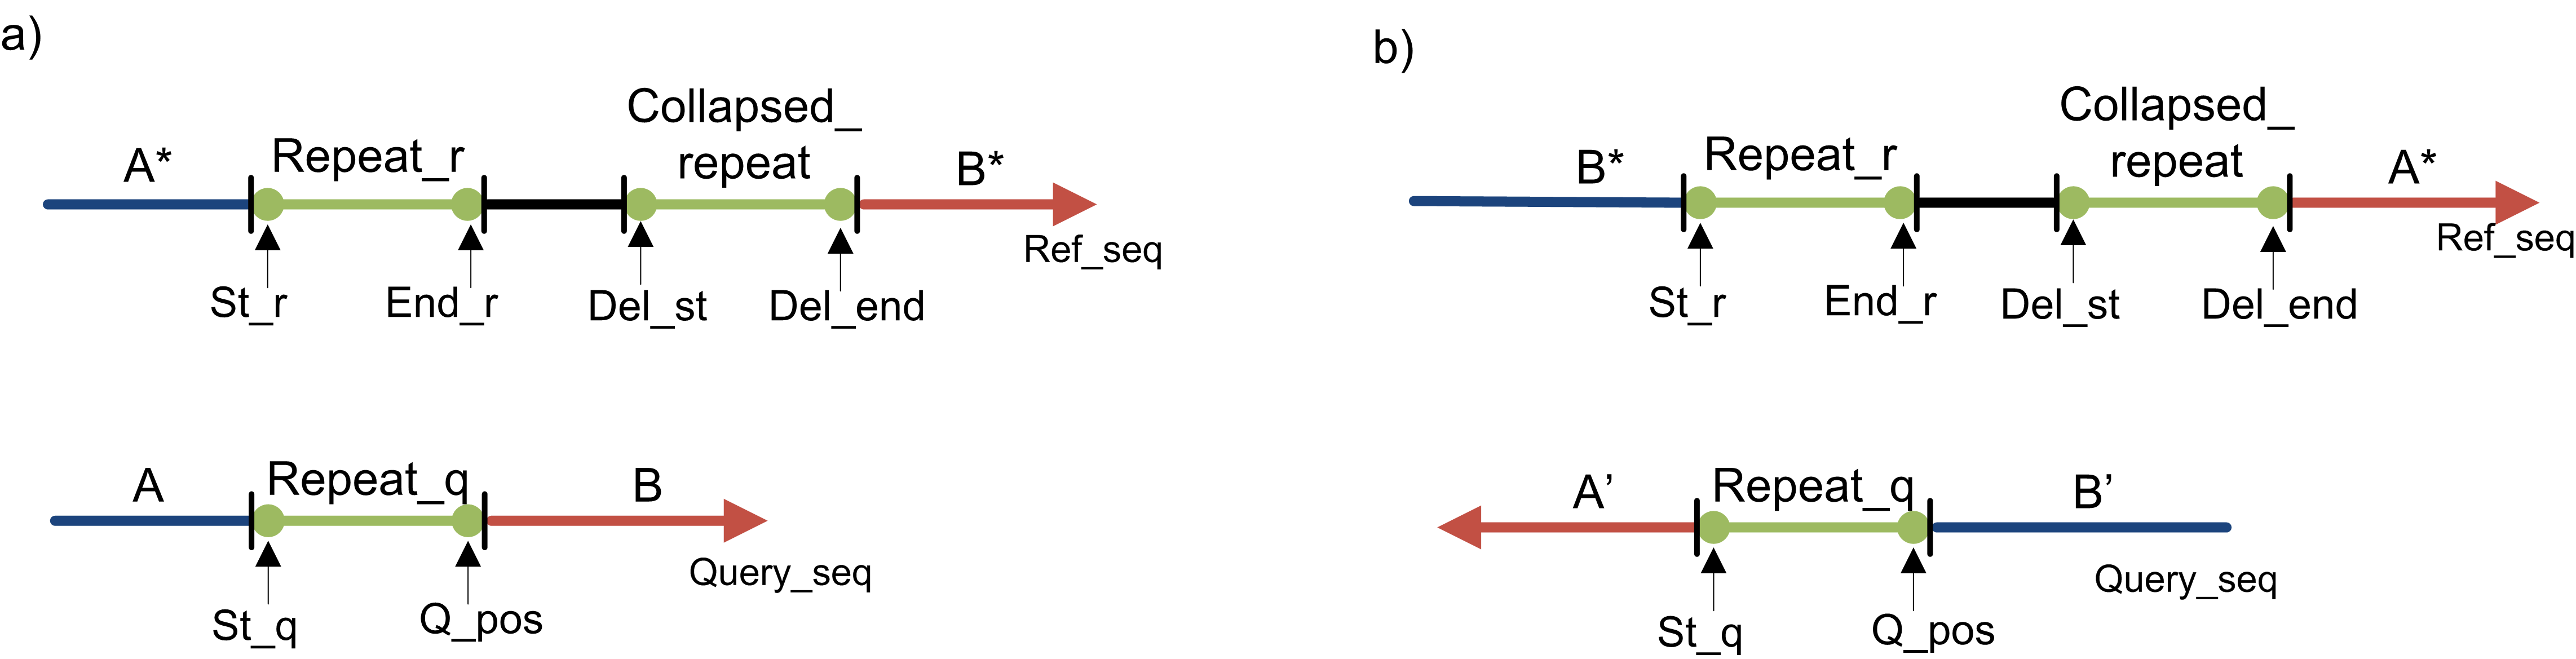 a)
Collapsed_
repeat
A*
Repeat_r
B*
Ref_seq
St_r
End_r
Del_st
Del_end
A
Repeat_q
B
Query_seq
St_q
Q_pos
b)
Collapsed_
repeat
B*
Repeat_r
A*
Ref_seq
St_r
End_r
Del_st
Del_end
A’
Repeat_q
B’
Query_seq
St_q
Q_pos